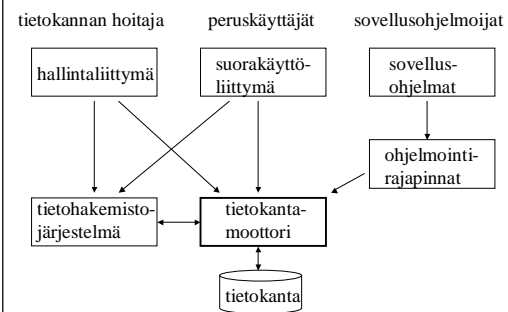 tietokannan hoitaja
peruskäyttäjät
sovellusohjelmoijat
hallintaliittymä
suorakäyttö-
liittymä
sovellus-
ohjelmat
ohjelmointi-
rajapinnat
tietohakemisto-
järjestelmä
tietokanta-
moottori
tietokanta